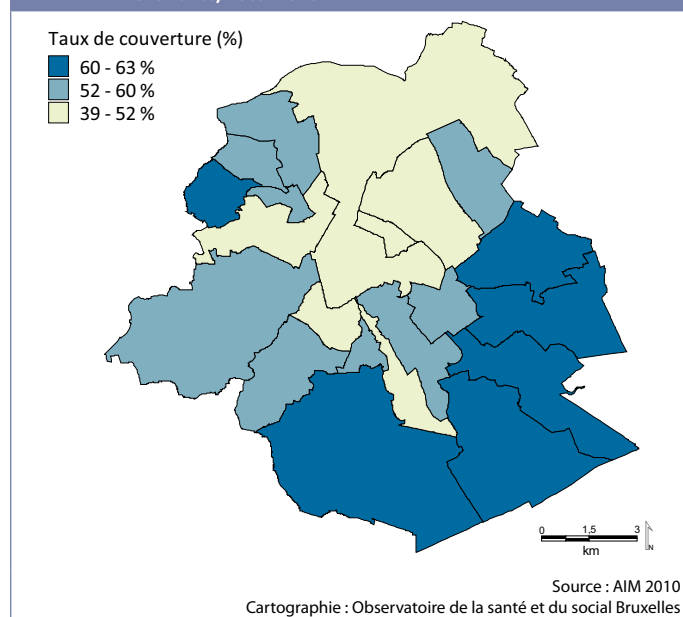 Taux de couverture (%)
60 - 63 %
52 - 60 %
39 - 52 %
0 1,5 3
km
N
Source : AIM 2010
Cartographie : Observatoire de la santé et du social Bruxelles